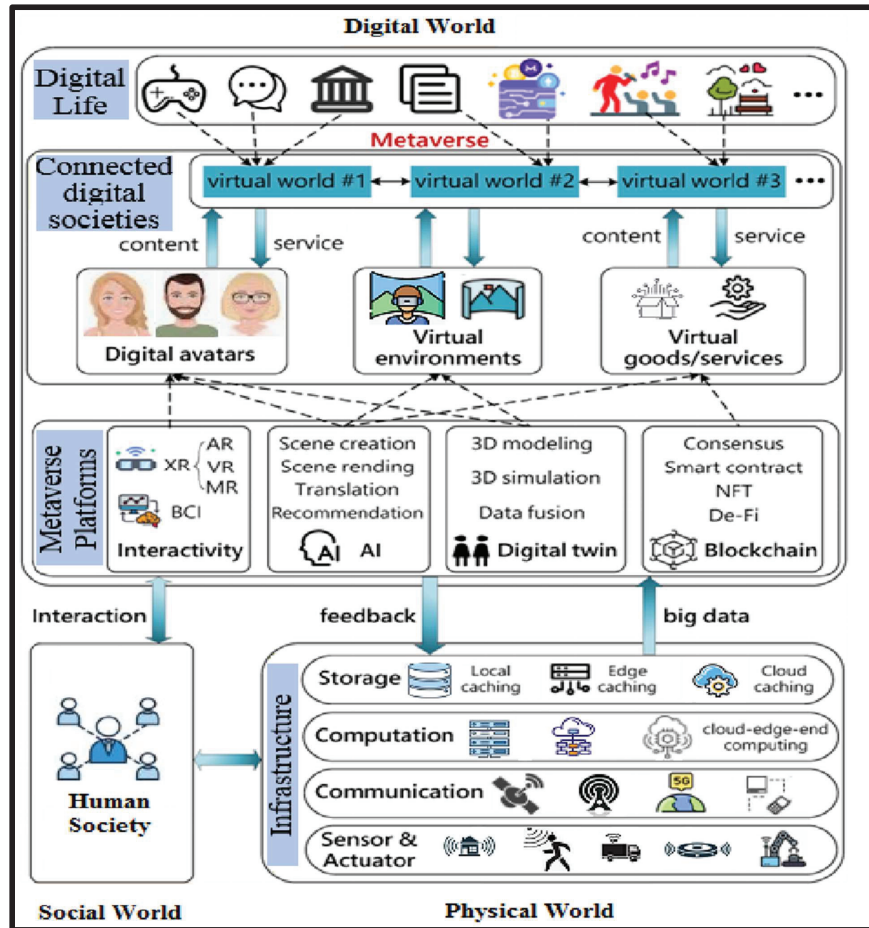 Digital World
Digital
Life
...
Metaverse
Connected
digital
societies
virtual world #1
virtual world #2
virtual world #3
...
content
service
content
service
Digital avatars
Virtual
environments
Virtual
goods/services
Metaverse
Platforms
XR
AR
VR
MR
BCI
Interactivity
Scene creation
Scene rending
Translation
Recommendation
AI
AI
3D modeling
3D simulation
Data fusion
Digital twin
Consensus
Smart contract
NFT
De-Fi
Blockchain
Interaction
feedback
big data
Human
Society
Infrastructure
Storage
Local
caching
Edge
caching
Cloud
caching
Computation
cloud-edge-end
computing
Communication
5G
Sensor &
Actuator
Social World
Physical World